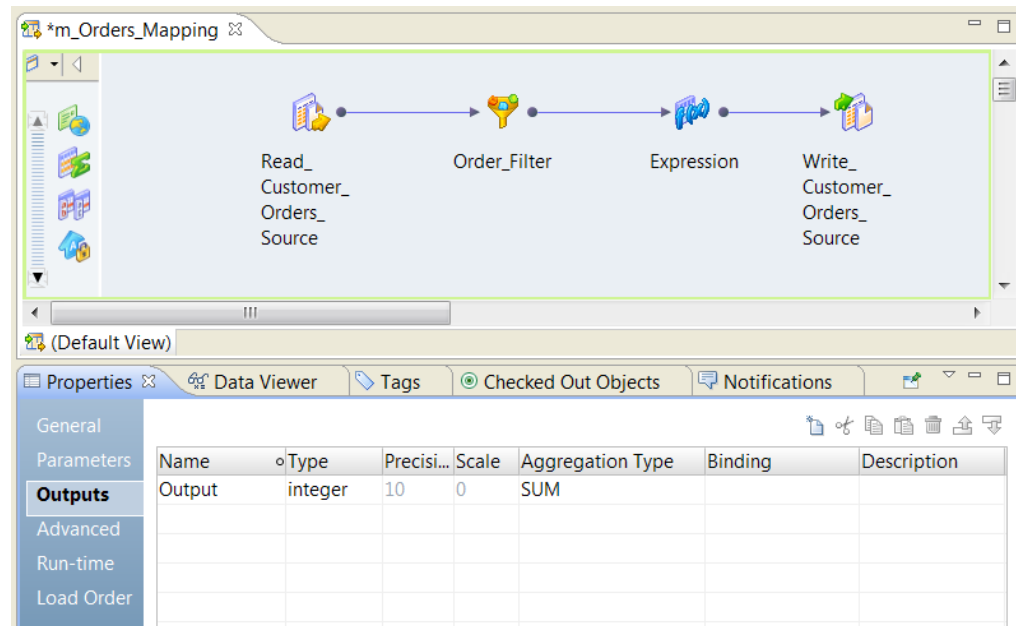 *m_Orders_Mapping
Read_
Customer_
Orders_
Source
Order_Filter
Expression
Write_
Customer_
Orders_
Source
(Default View)
Properties Data Viewer Tags Checked Out Objects Notifications
General
Parameters
Outputs
Advanced
Run-time
Load Order
Name Type Precisi... Scale Aggregation Type Binding Description
Output integer 10 0 SUM